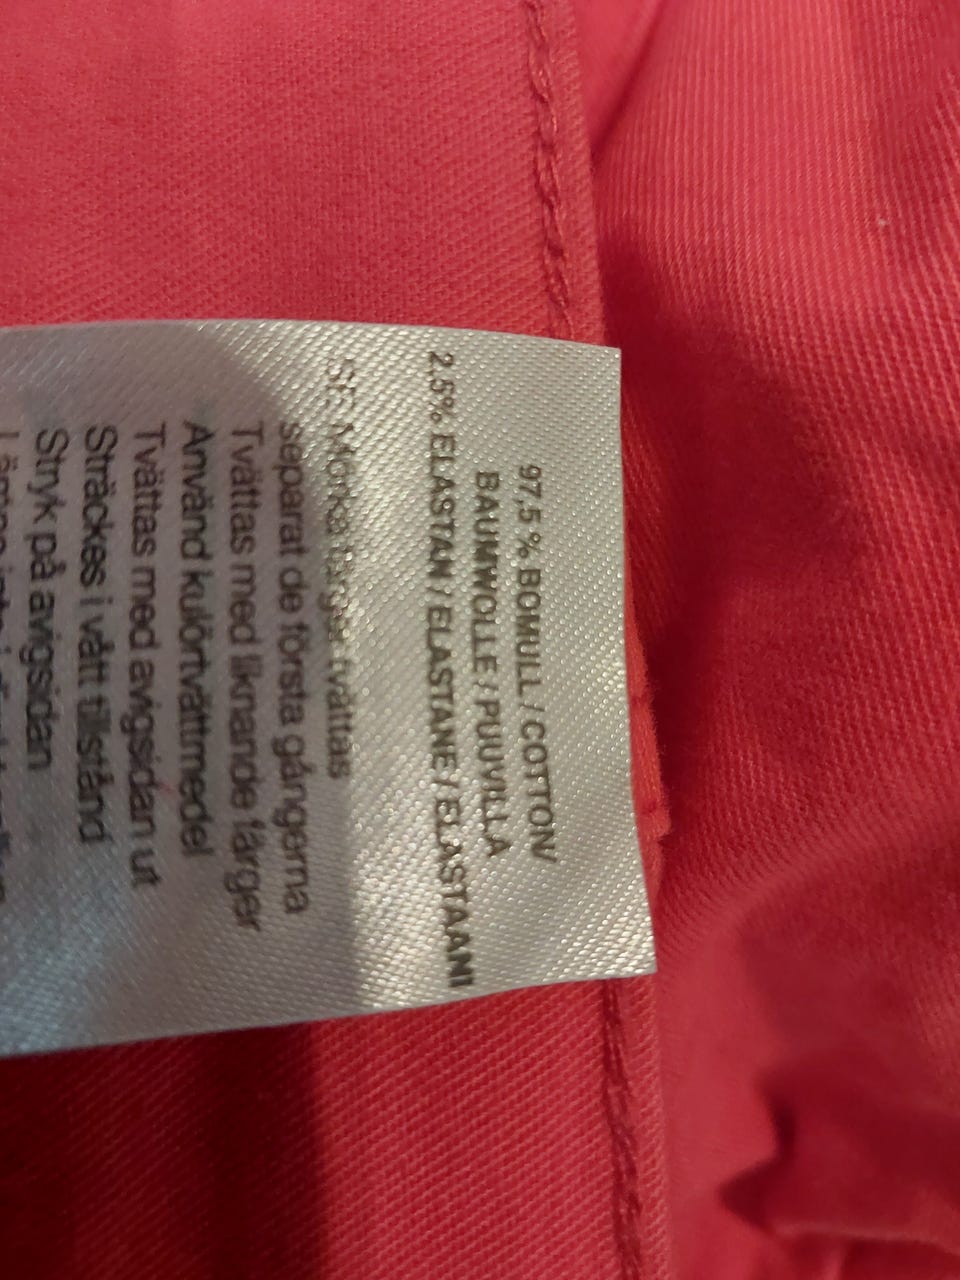 97.5 % BOMULL / COTTON/
BAUMWOLLE / PUUVILLA
2.5% ELASTAN / ELASTANE / ELASTAANI
SE: Mörka färger tvättas
separat de första gångerna
Tvättas med liknande färger
Använd kulörtvättmedel
Tvättas med avigsidan ut
Sträckes i vått tillstånd
Stryk på avigsidan